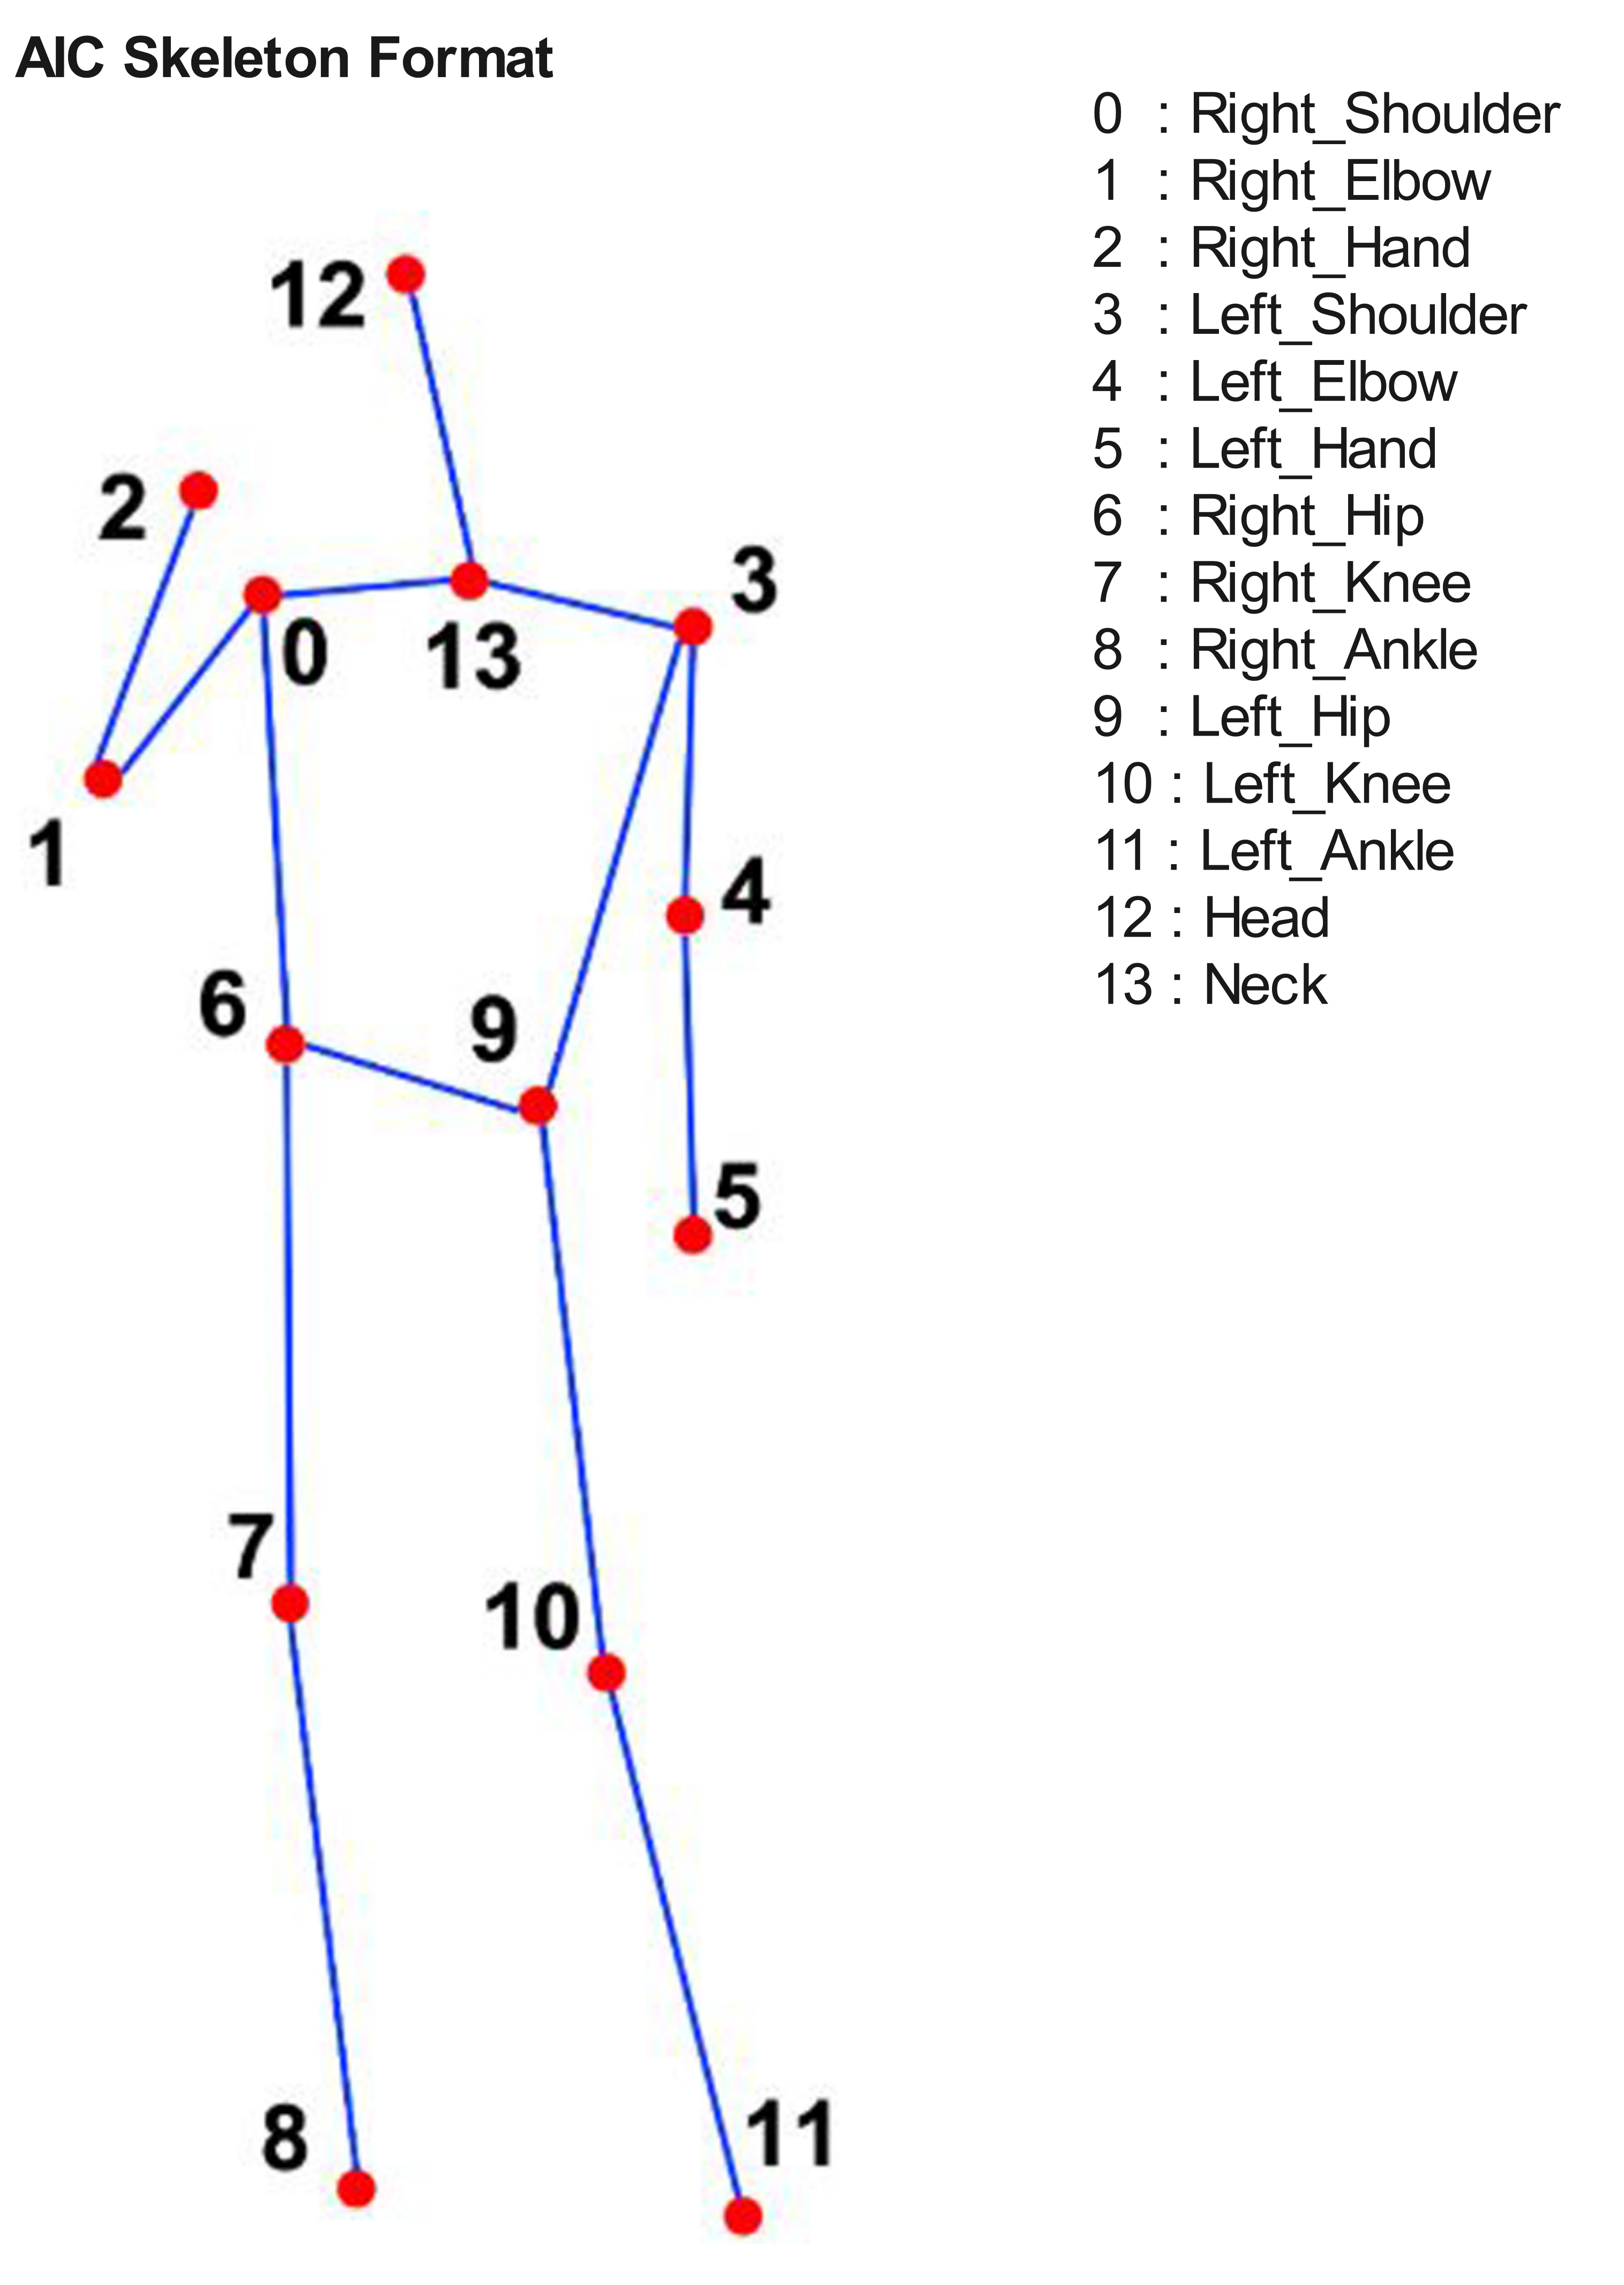 AIC Skeleton Format
0 : Right_Shoulder
1 : Right_Elbow
2 : Right_Hand
3 : Left_Shoulder
4 : Left_Elbow
5 : Left_Hand
6 : Right_Hip
7 : Right_Knee
8 : Right_Ankle
9 : Left_Hip
10 : Left_Knee
11 : Left_Ankle
12 : Head
13 : Neck
12
2
3
0
13
1
4
6
9
5
7
10
8
11